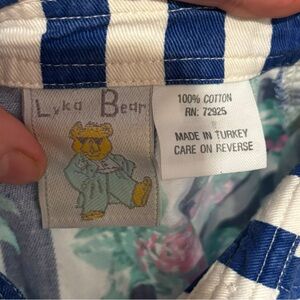 Lyka Bear
100% COTTON
RN: 72925
MADE IN TURKEY
CARE ON REVERSE